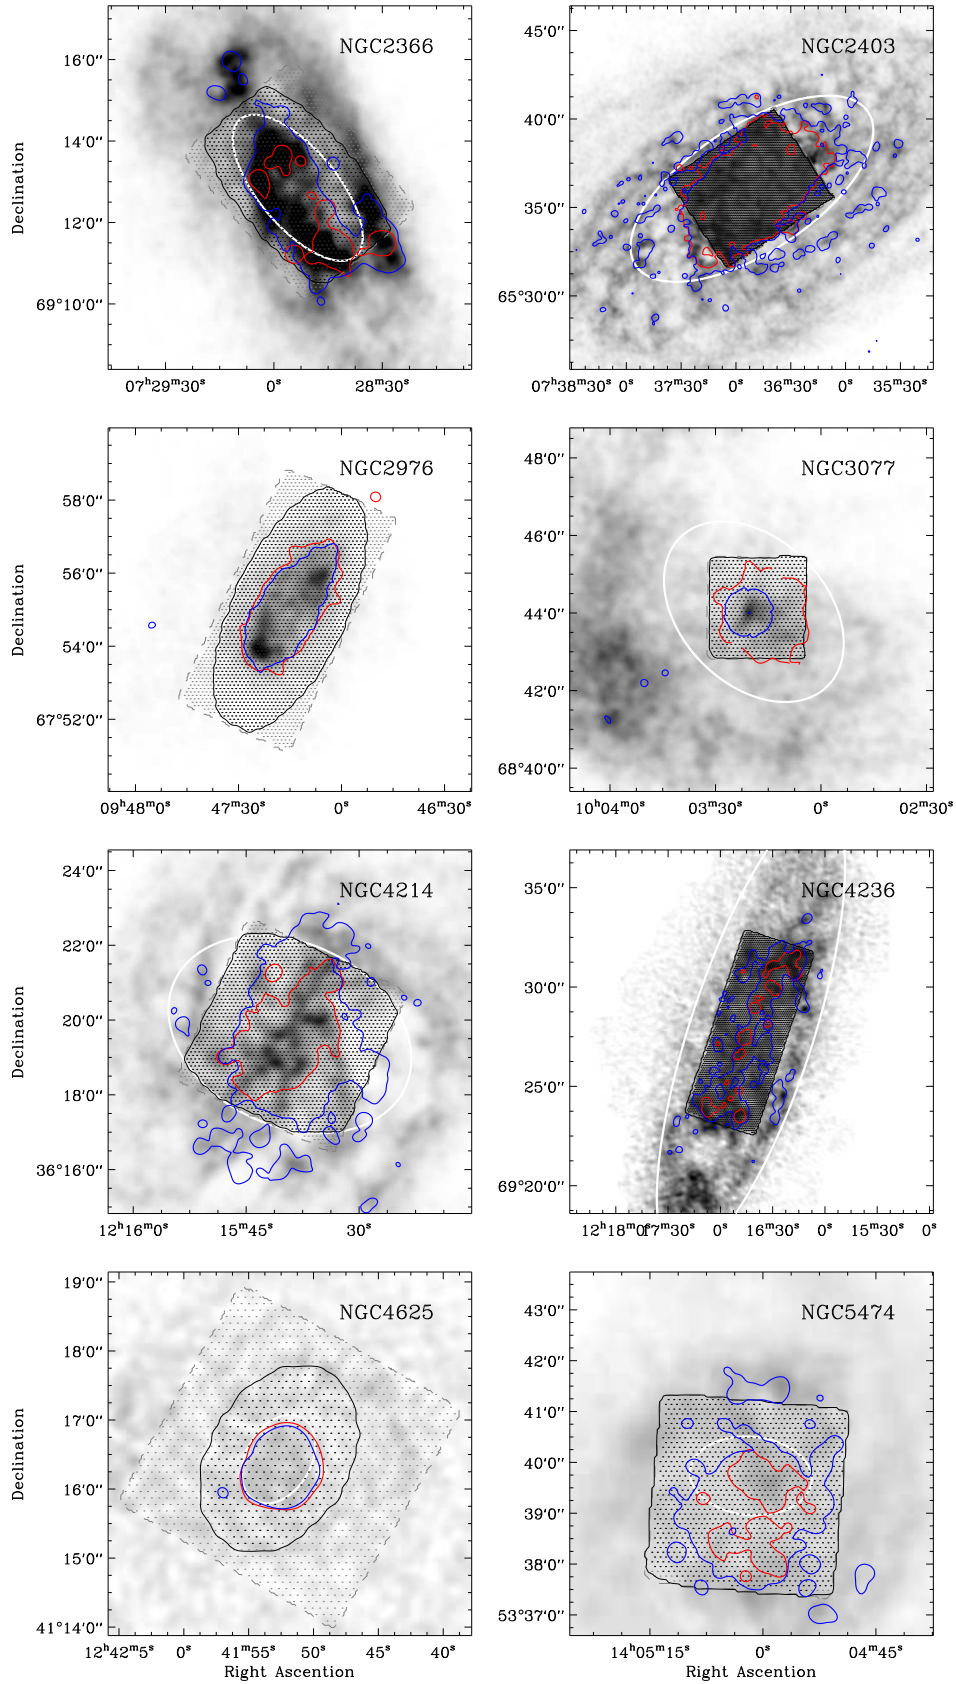 NGC2366
16'0''
14'0''
12'0''
69°10'0''
Declination
07ʰ29ᵐ30ˢ 0ˢ 28ᵐ30ˢ
NGC2403
45'0''
40'0''
35'0''
65°30'0''
07ʰ38ᵐ30ˢ 0ˢ 37ᵐ30ˢ 0ˢ 36ᵐ30ˢ 0ˢ 35ᵐ30ˢ
NGC2976
58'0''
56'0''
54'0''
67°52'0''
Declination
09ʰ48ᵐ0ˢ 47ᵐ30ˢ 0ˢ 46ᵐ30ˢ
NGC3077
48'0''
46'0''
44'0''
42'0''
68°40'0''
10ʰ04ᵐ0ˢ 03ᵐ30ˢ 0ˢ 02ᵐ30ˢ
NGC4214
24'0''
22'0''
20'0''
18'0''
36°16'0''
Declination
12ʰ16ᵐ0ˢ 15ᵐ45ˢ 30ˢ
NGC4236
35'0''
30'0''
25'0''
69°20'0''
12ʰ18ᵐ0ˢ 17ᵐ30ˢ 0ˢ 16ᵐ30ˢ 0ˢ 15ᵐ30ˢ 0ˢ
NGC4625
19'0''
18'0''
17'0''
16'0''
15'0''
41°14'0''
Declination
12ʰ42ᵐ5ˢ 0ˢ 41ᵐ55ˢ 50ˢ 45ˢ 40ˢ
Right Ascention
NGC5474
43'0''
42'0''
41'0''
40'0''
39'0''
38'0''
53°37'0''
14ʰ05ᵐ15ˢ 0ˢ 04ᵐ45ˢ
Right Ascention